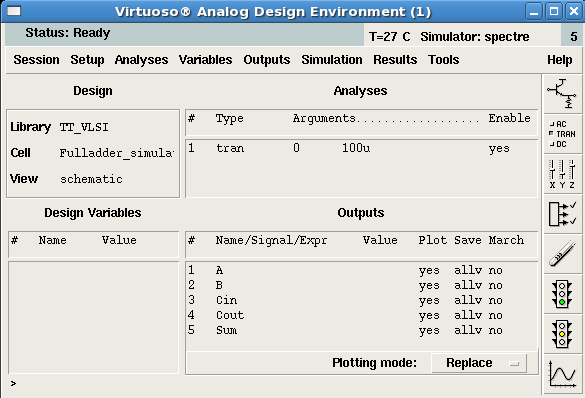 Virtuoso® Analog Design Environment (1)
Status: Ready
T=27 C Simulator: spectre 5
Session Setup Analyses Variables Outputs Simulation Results Tools Help
Design
Library TT_VLSI
Cell Fulladder_simula
View schematic
Analyses
# Type Arguments................... Enable
1 tran 0 100u yes
Design Variables
# Name Value
Outputs
# Name/Signal/Expr Value Plot Save March
1 A yes allv no
2 B yes allv no
3 Cin yes allv no
4 Cout yes allv no
5 Sum yes allv no
Plotting mode: Replace
>
AC
TRAN
DC
X Y Z